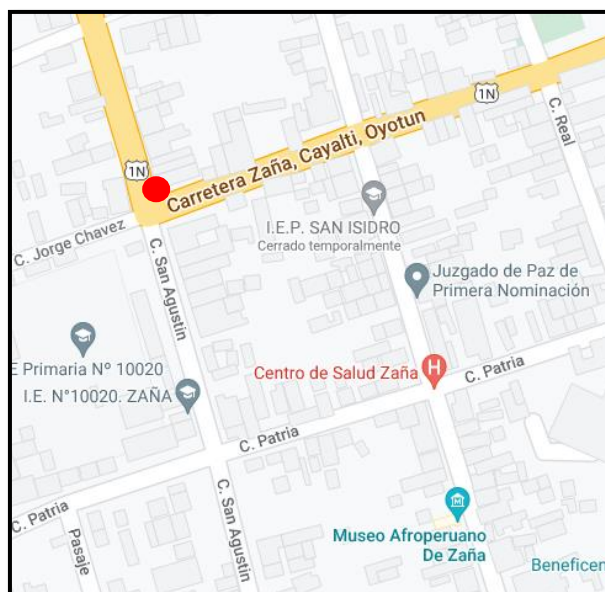 1N
C. Real
1N
Carretera Zaña, Cayalti, Oyotun
C. Jorge Chavez
I.E.P. SAN ISIDRO
Cerrado temporalmente
C. San Agustin
Juzgado de Paz de
Primera Nominación
E Primaria Nº 10020
I.E. N°10020. ZAÑA
Centro de Salud Zaña
H
C. Patria
C. Patria
C. San Agustin
C. Patria
Pasaje
Museo Afroperuano
De Zaña
Beneficen